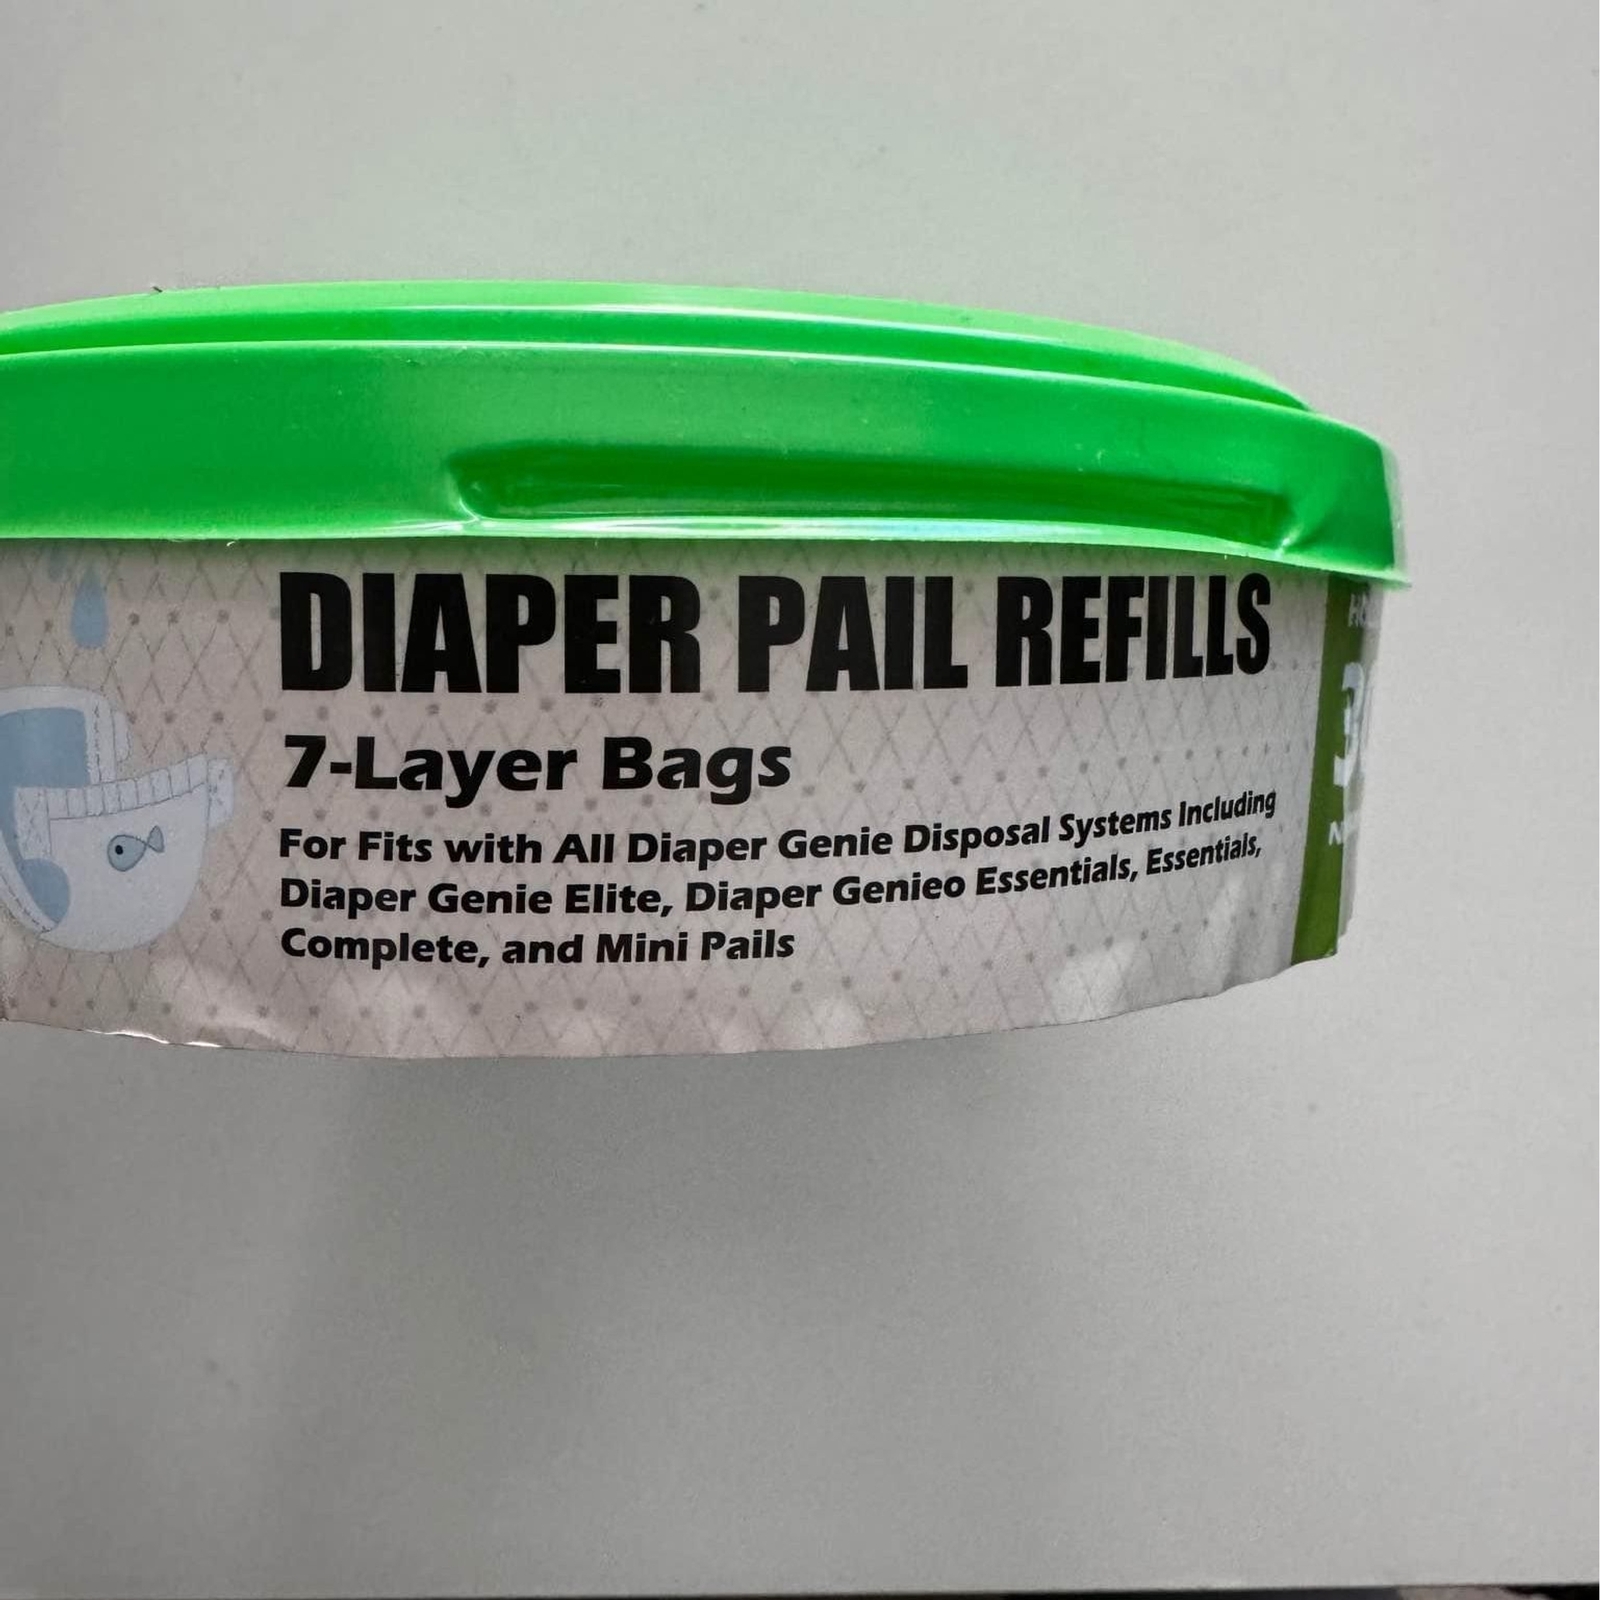 DIAPER PAIL REFILLS
7-Layer Bags
For Fits with All Diaper Genie Disposal Systems Including
Diaper Genie Elite, Diaper Genieo Essentials, Essentials,
Complete, and Mini Pails